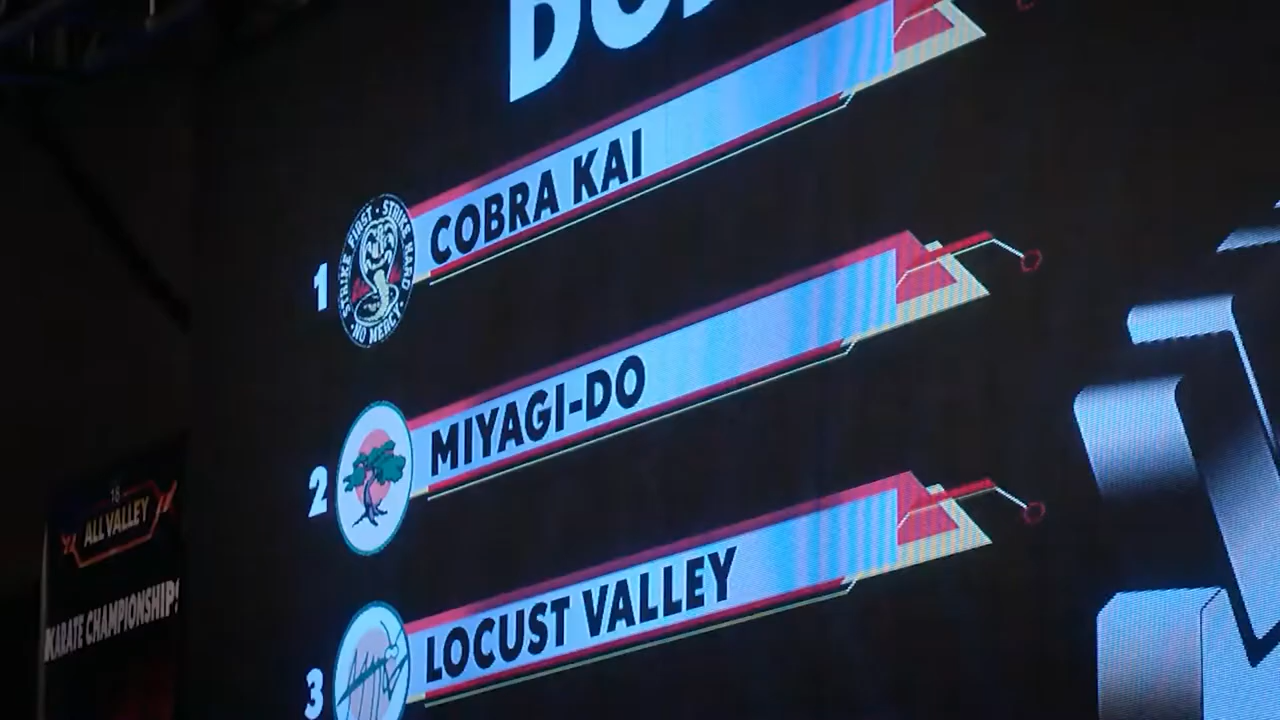 1
STRIKE FIRST · STRIKE HARD · NO MERCY ·
COBRA KAI
2
MIYAGI-DO
3
LOCUST VALLEY
ALL VALLEY
KARATE CHAMPIONSHIPS